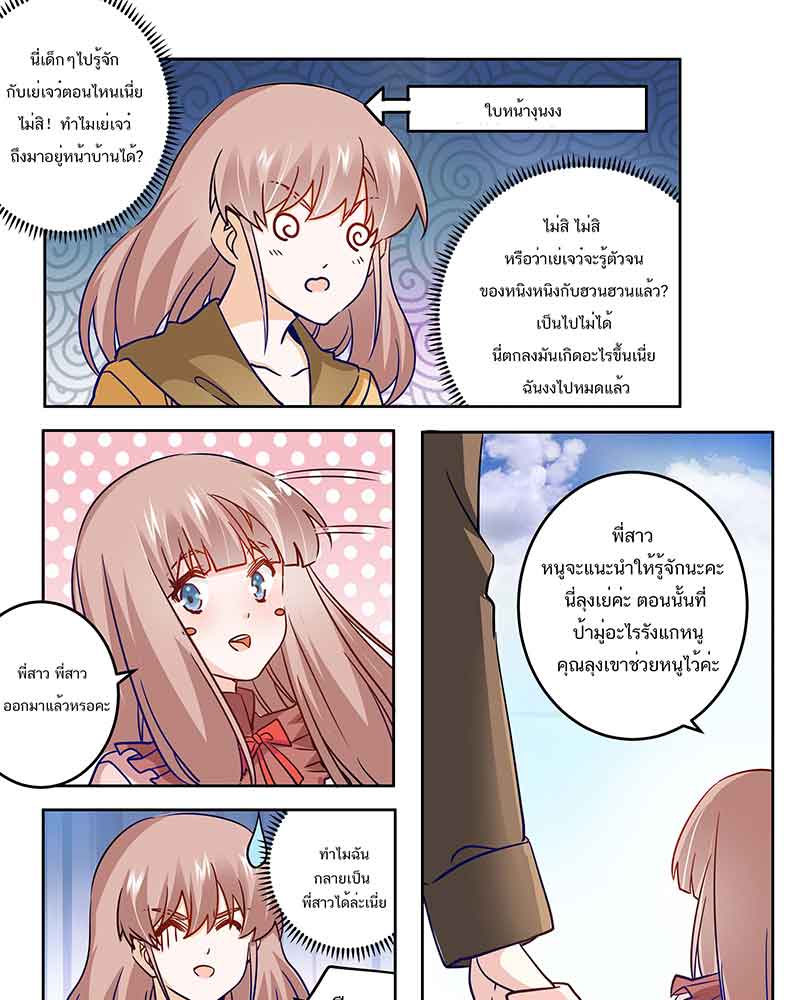 นี่เด็กๆไปรู้จัก
กับเย่เจว๋ตอนไหนเนี่ย
ไม่สิ! ทำไมเย่เจว๋
ถึงมาอยู่หน้าบ้านได้?
ใบหน้างุนงง
ไม่สิ ไม่สิ
หรือว่าเย่เจว๋จะรู้ตัวจน
ของหนิงหนิงกับฮวนฮวนแล้ว?
เป็นไปไม่ได้
นี่ตกลงมันเกิดอะไรขึ้นเนี่ย
ฉันงงไปหมดแล้ว
พี่สาว พี่สาว
ออกมาแล้วหรอคะ
พี่สาว
หนูจะแนะนำให้รู้จักนะคะ
นี่ลุงเย่ค่ะ ตอนนั้นที่
ป้ามู่อะไรรังแกหนู
คุณลุงเขาช่วยหนูไว้ค่ะ
ทำไมฉัน
กลายเป็น
พี่สาวได้ล่ะเนี่ย